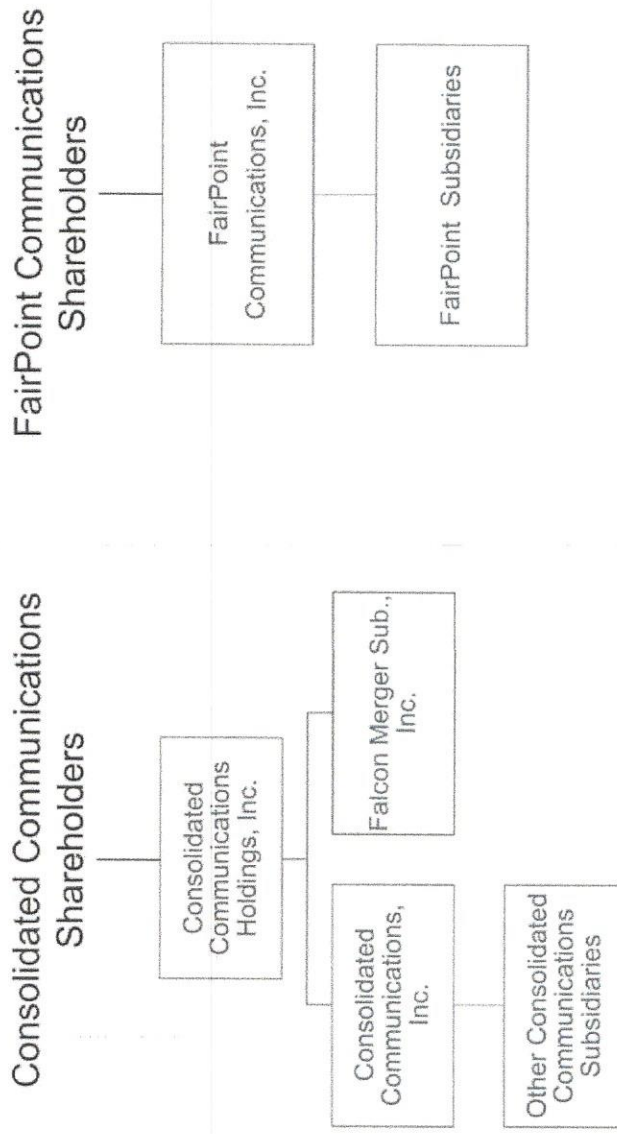 Consolidated Communications
Shareholders
Consolidated
Communications
Holdings, Inc.
Consolidated
Communications,
Inc.
Falcon Merger Sub.,
Inc.
Other Consolidated
Communications
Subsidiaries
FairPoint Communications
Shareholders
FairPoint
Communications, Inc.
FairPoint Subsidiaries